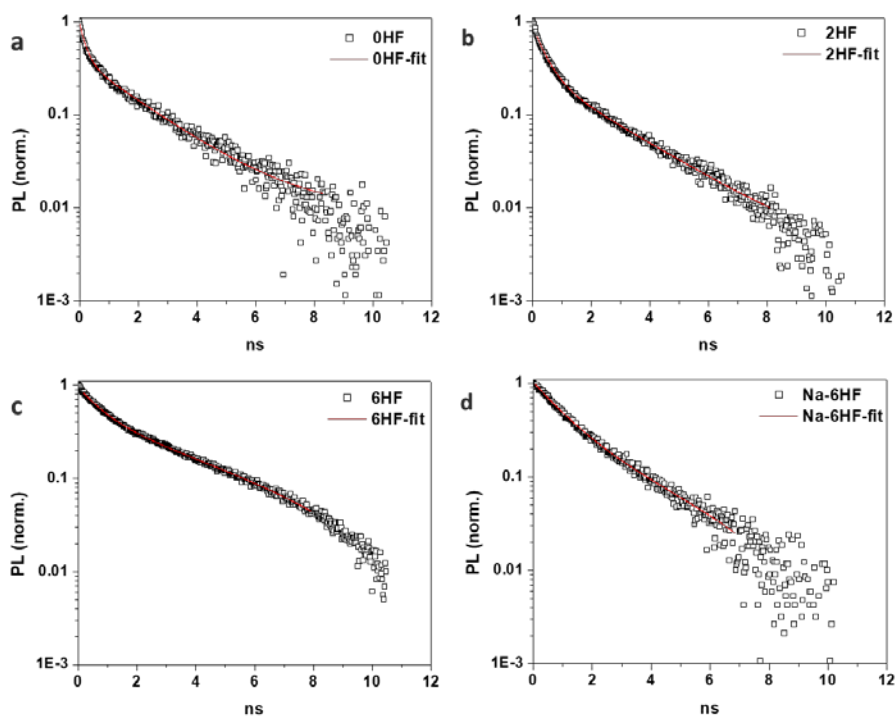 a
0HF
0HF-fit
PL (norm.)
1
0.1
0.01
1E-3
0 2 4 6 8 10 12
ns
b
2HF
2HF-fit
PL (norm.)
1
0.1
0.01
1E-3
0 2 4 6 8 10 12
ns
c
6HF
6HF-fit
PL (norm.)
1
0.1
0.01
1E-3
0 2 4 6 8 10 12
ns
d
Na-6HF
Na-6HF-fit
PL (norm.)
1
0.1
0.01
1E-3
0 2 4 6 8 10 12
ns